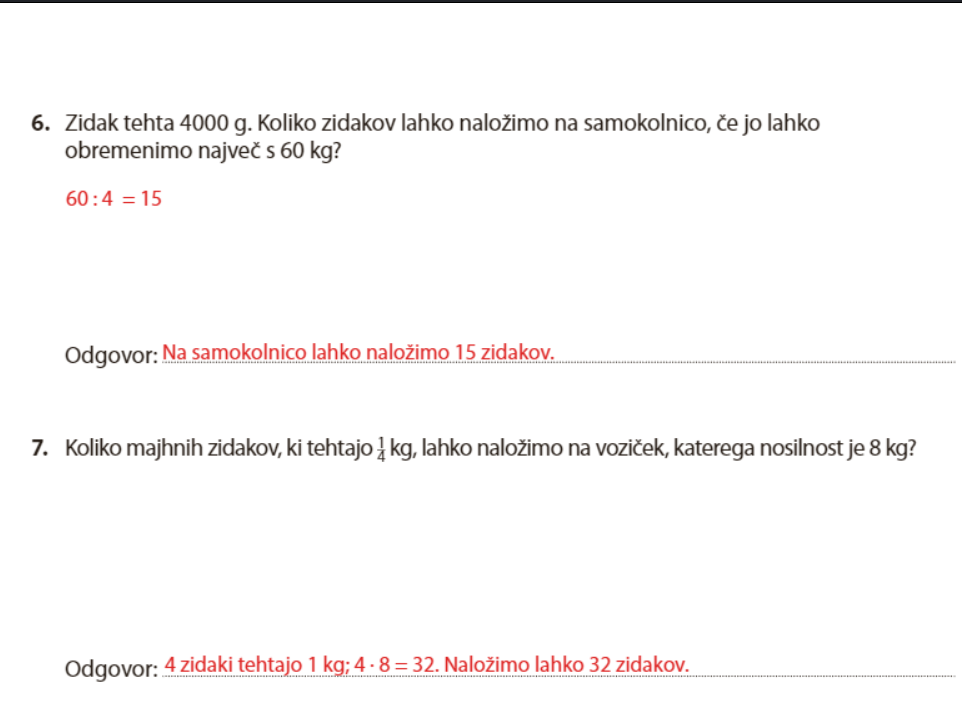 6. Zidak tehta 4000 g. Koliko zidakov lahko naložimo na samokolnico, če jo lahko
obremenimo največ s 60 kg?
60 : 4 = 15
Odgovor: Na samokolnico lahko naložimo 15 zidakov.
7. Koliko majhnih zidakov, ki tehtajo 1/4 kg, lahko naložimo na voziček, katerega nosilnost je 8 kg?
Odgovor: 4 zidaki tehtajo 1 kg; 4 · 8 = 32. Naložimo lahko 32 zidakov.